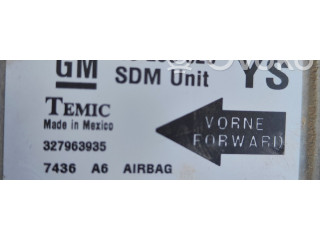 GM
SDM Unit YS
TEMIC
Made in Mexico
VORNE
FORWARD
327963935
7436 A6 AIRBAG